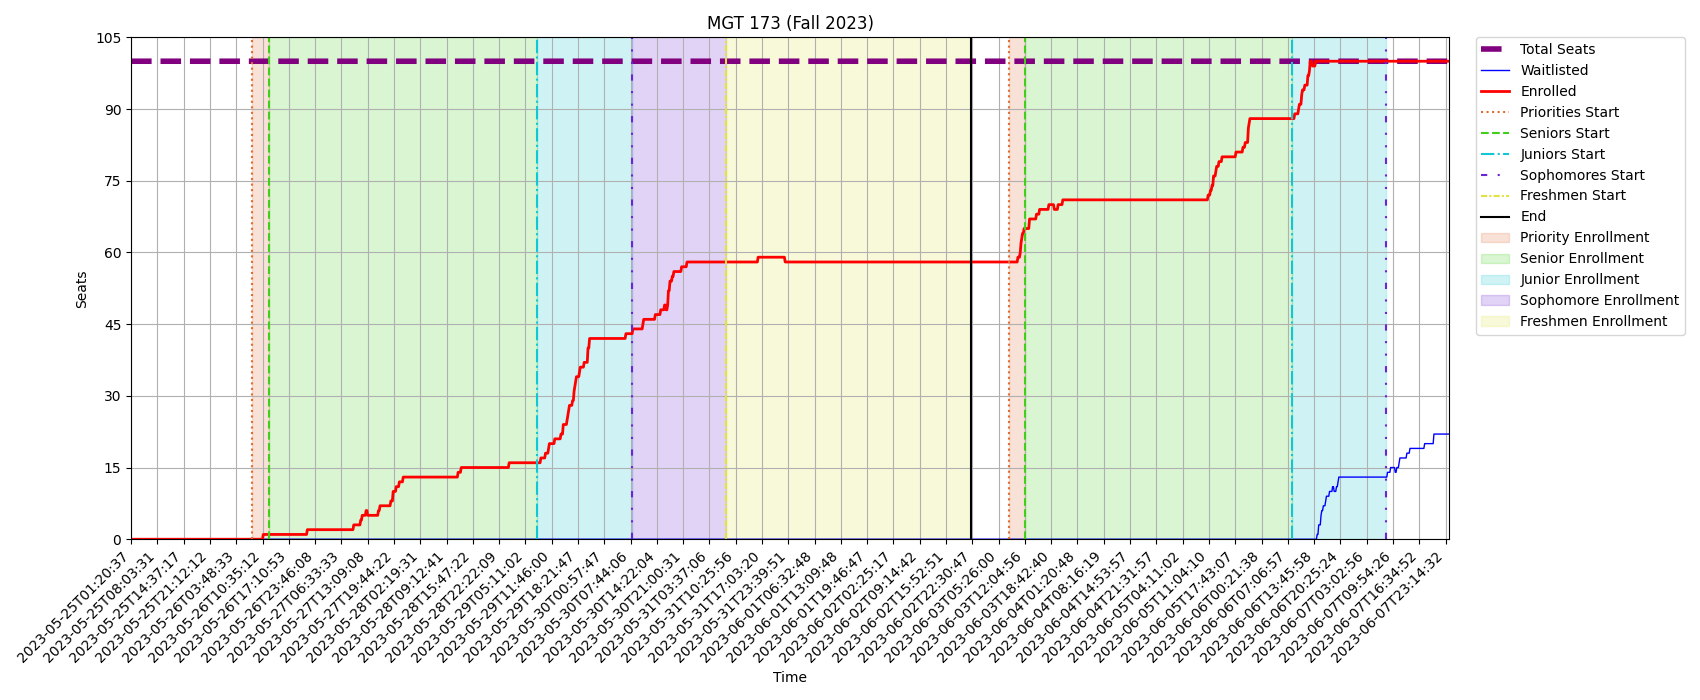 MGT 173 (Fall 2023)
105
90
75
60
45
30
15
0
Seats
2023-05-25T01:20:37
2023-05-25T08:03:31
2023-05-25T14:37:17
2023-05-25T21:12:12
2023-05-26T03:48:33
2023-05-26T10:35:12
2023-05-26T17:10:53
2023-05-26T23:46:08
2023-05-27T06:33:33
2023-05-27T13:09:08
2023-05-27T19:44:22
2023-05-28T02:19:31
2023-05-28T09:12:41
2023-05-28T15:47:22
2023-05-28T22:22:09
2023-05-29T05:11:02
2023-05-29T11:46:00
2023-05-29T18:21:47
2023-05-30T00:57:47
2023-05-30T07:44:06
2023-05-30T14:22:04
2023-05-30T21:00:31
2023-05-31T03:37:06
2023-05-31T10:25:56
2023-05-31T17:03:20
2023-05-31T23:39:51
2023-06-01T06:32:48
2023-06-01T13:09:48
2023-06-01T19:46:47
2023-06-02T02:25:17
2023-06-02T09:14:42
2023-06-02T15:52:51
2023-06-02T22:30:47
2023-06-03T05:26:00
2023-06-03T12:04:56
2023-06-03T18:42:40
2023-06-04T01:20:48
2023-06-04T08:16:19
2023-06-04T14:53:57
2023-06-04T21:31:57
2023-06-05T04:11:02
2023-06-05T11:04:10
2023-06-05T17:43:07
2023-06-06T00:21:38
2023-06-06T07:06:57
2023-06-06T13:45:58
2023-06-06T20:25:24
2023-06-07T03:02:56
2023-06-07T09:54:26
2023-06-07T16:34:52
2023-06-07T23:14:32
Time
Total Seats
Waitlisted
Enrolled
Priorities Start
Seniors Start
Juniors Start
Sophomores Start
Freshmen Start
End
Priority Enrollment
Senior Enrollment
Junior Enrollment
Sophomore Enrollment
Freshmen Enrollment